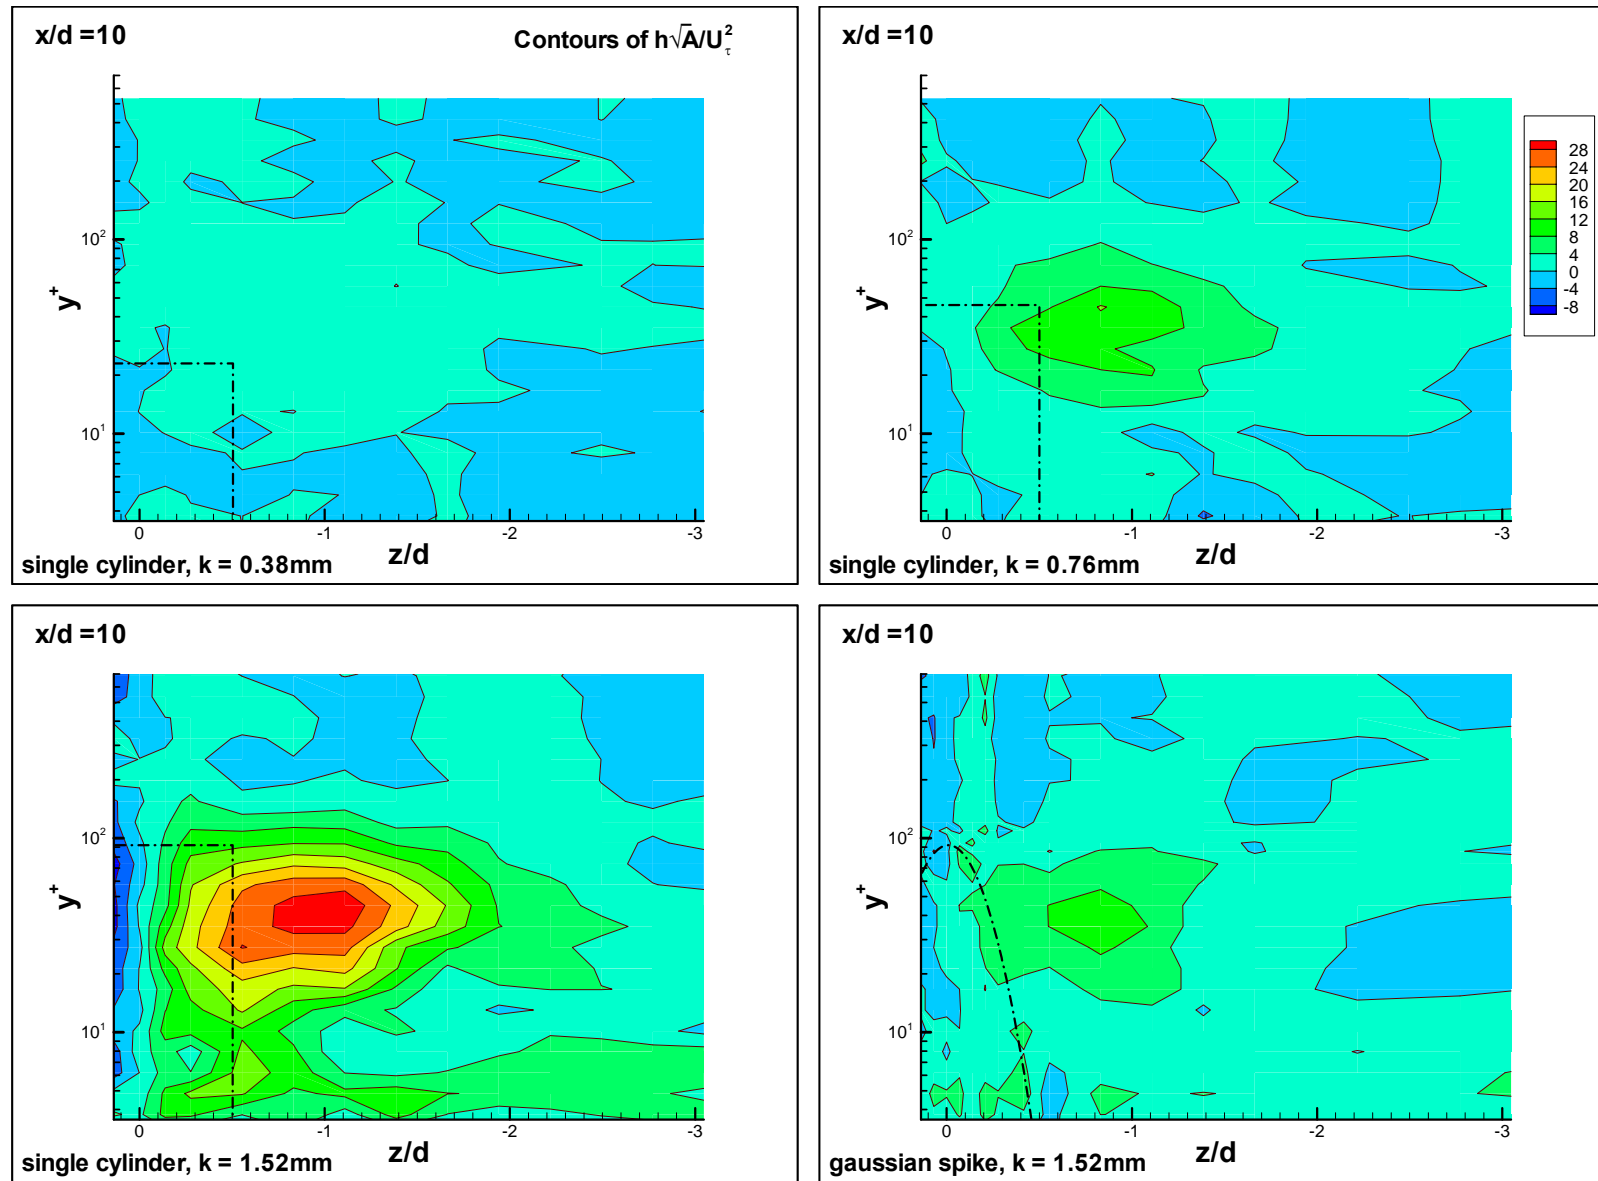 x/d =10
Contours of h√A/U²τ
10²
10¹
y⁺
0 -1 -2 -3
z/d
single cylinder, k = 0.38mm
x/d =10
10²
10¹
y⁺
0 -1 -2 -3
z/d
single cylinder, k = 0.76mm
28
24
20
16
12
8
4
0
-4
-8
x/d =10
10²
10¹
y⁺
0 -1 -2 -3
z/d
single cylinder, k = 1.52mm
x/d =10
10²
10¹
y⁺
0 -1 -2 -3
z/d
gaussian spike, k = 1.52mm